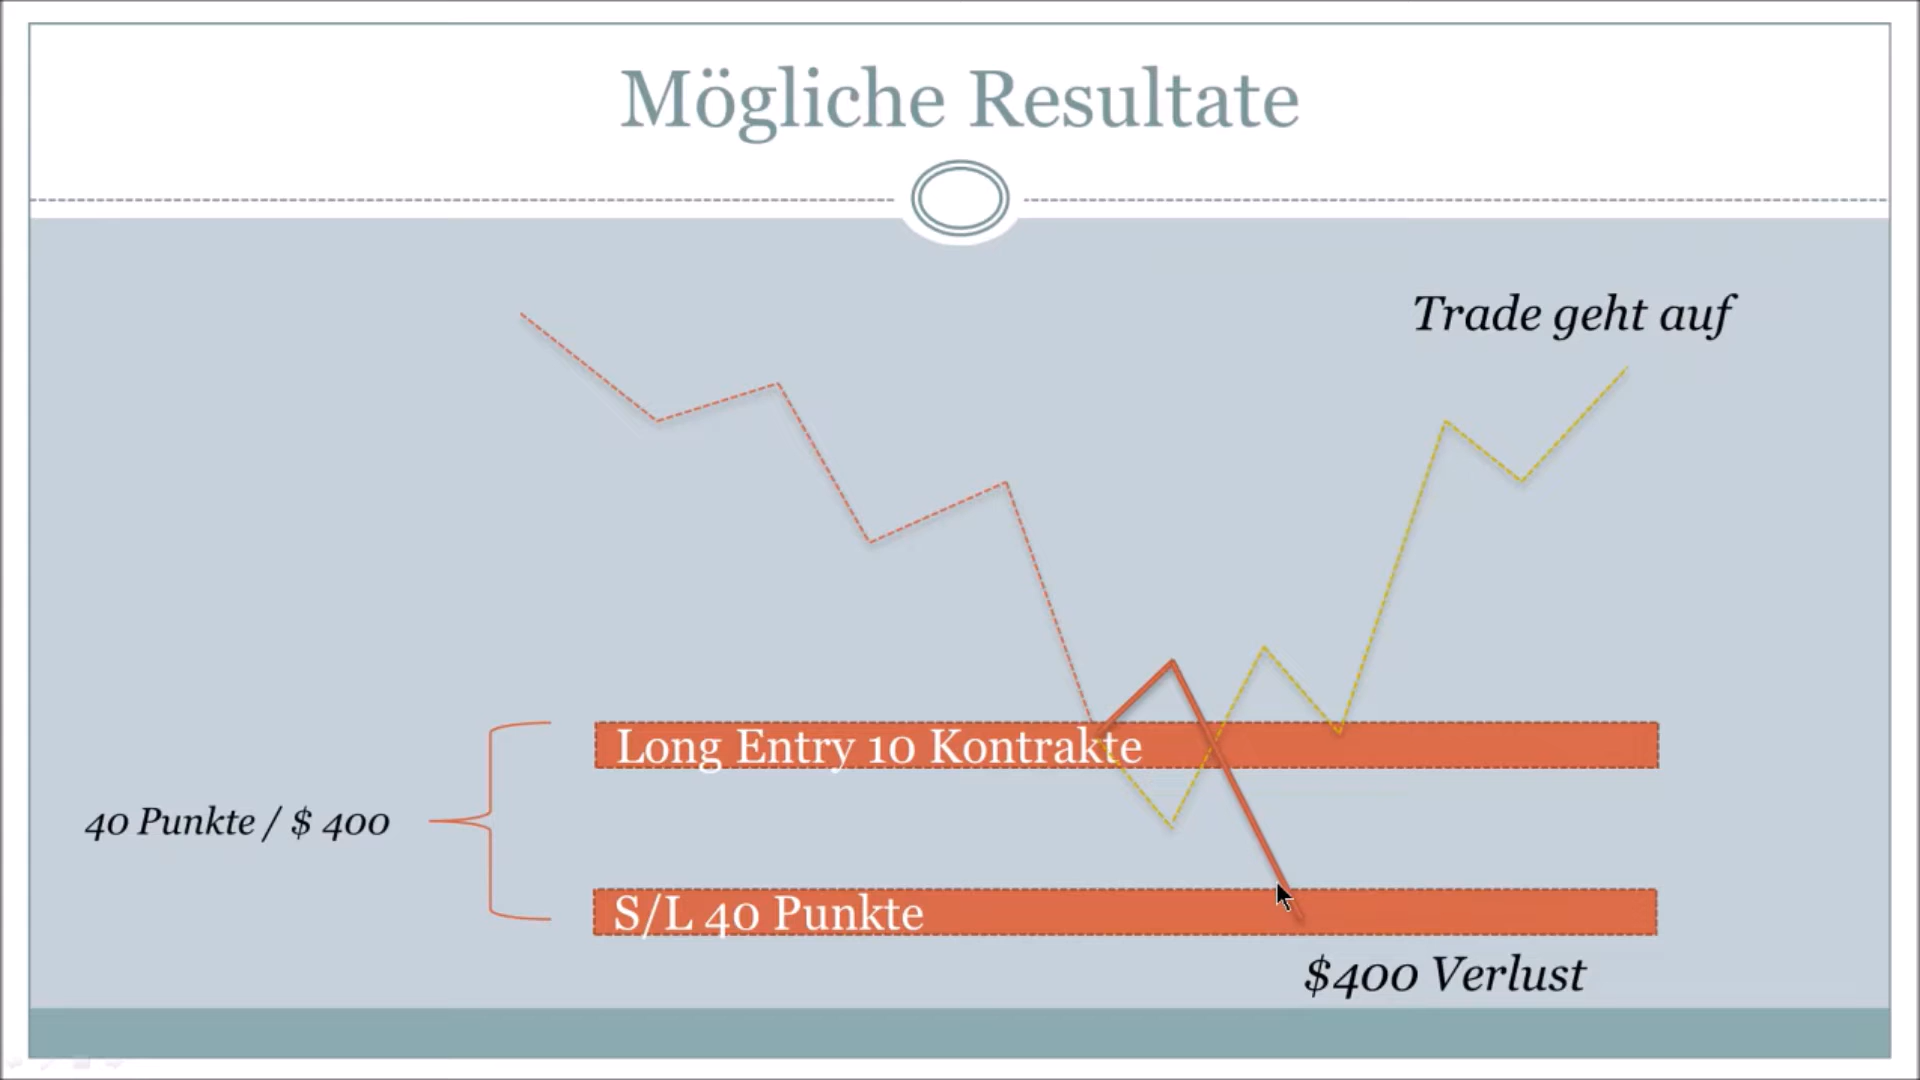 Mögliche Resultate
Trade geht auf
Long Entry 10 Kontrakte
40 Punkte / $ 400
S/L 40 Punkte
$400 Verlust